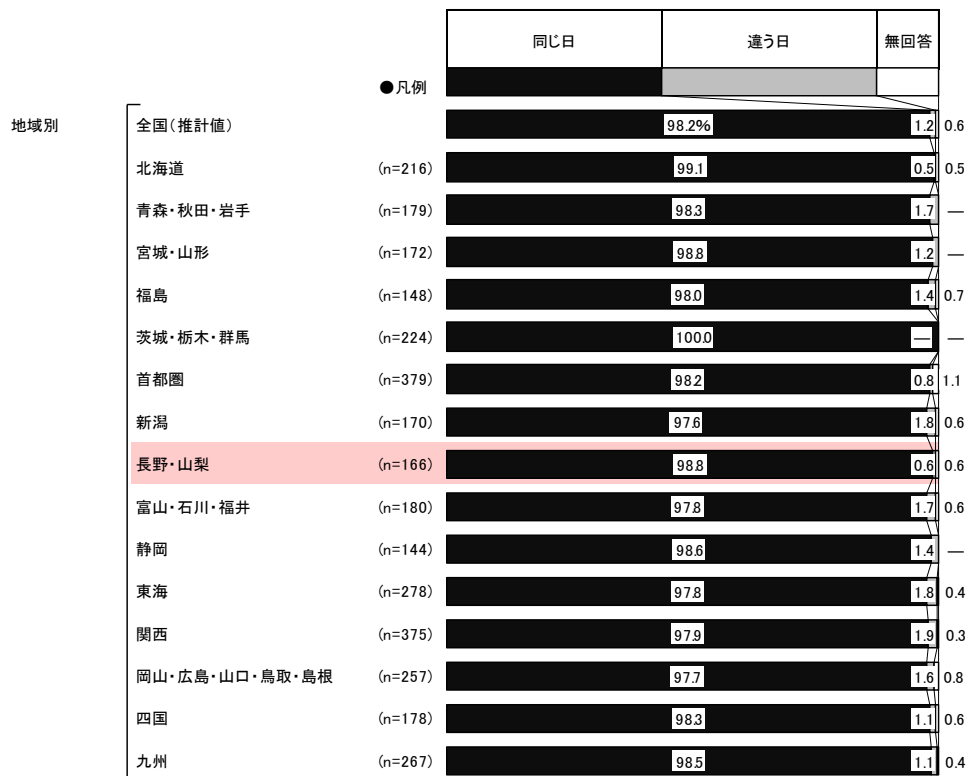 同じ日 違う日 無回答
●凡例
地域別 全国(推計値) 98.2% 1.2 0.6
北海道 (n=216) 99.1 0.5 0.5
青森・秋田・岩手 (n=179) 98.3 1.7 —
宮城・山形 (n=172) 98.8 1.2 —
福島 (n=148) 98.0 1.4 0.7
茨城・栃木・群馬 (n=224) 100.0 — —
首都圏 (n=379) 98.2 0.8 1.1
新潟 (n=170) 97.6 1.8 0.6
長野・山梨 (n=166) 98.8 0.6 0.6
富山・石川・福井 (n=180) 97.8 1.7 0.6
静岡 (n=144) 98.6 1.4 —
東海 (n=278) 97.8 1.8 0.4
関西 (n=375) 97.9 1.9 0.3
岡山・広島・山口・鳥取・島根 (n=257) 97.7 1.6 0.8
四国 (n=178) 98.3 1.1 0.6
九州 (n=267) 98.5 1.1 0.4